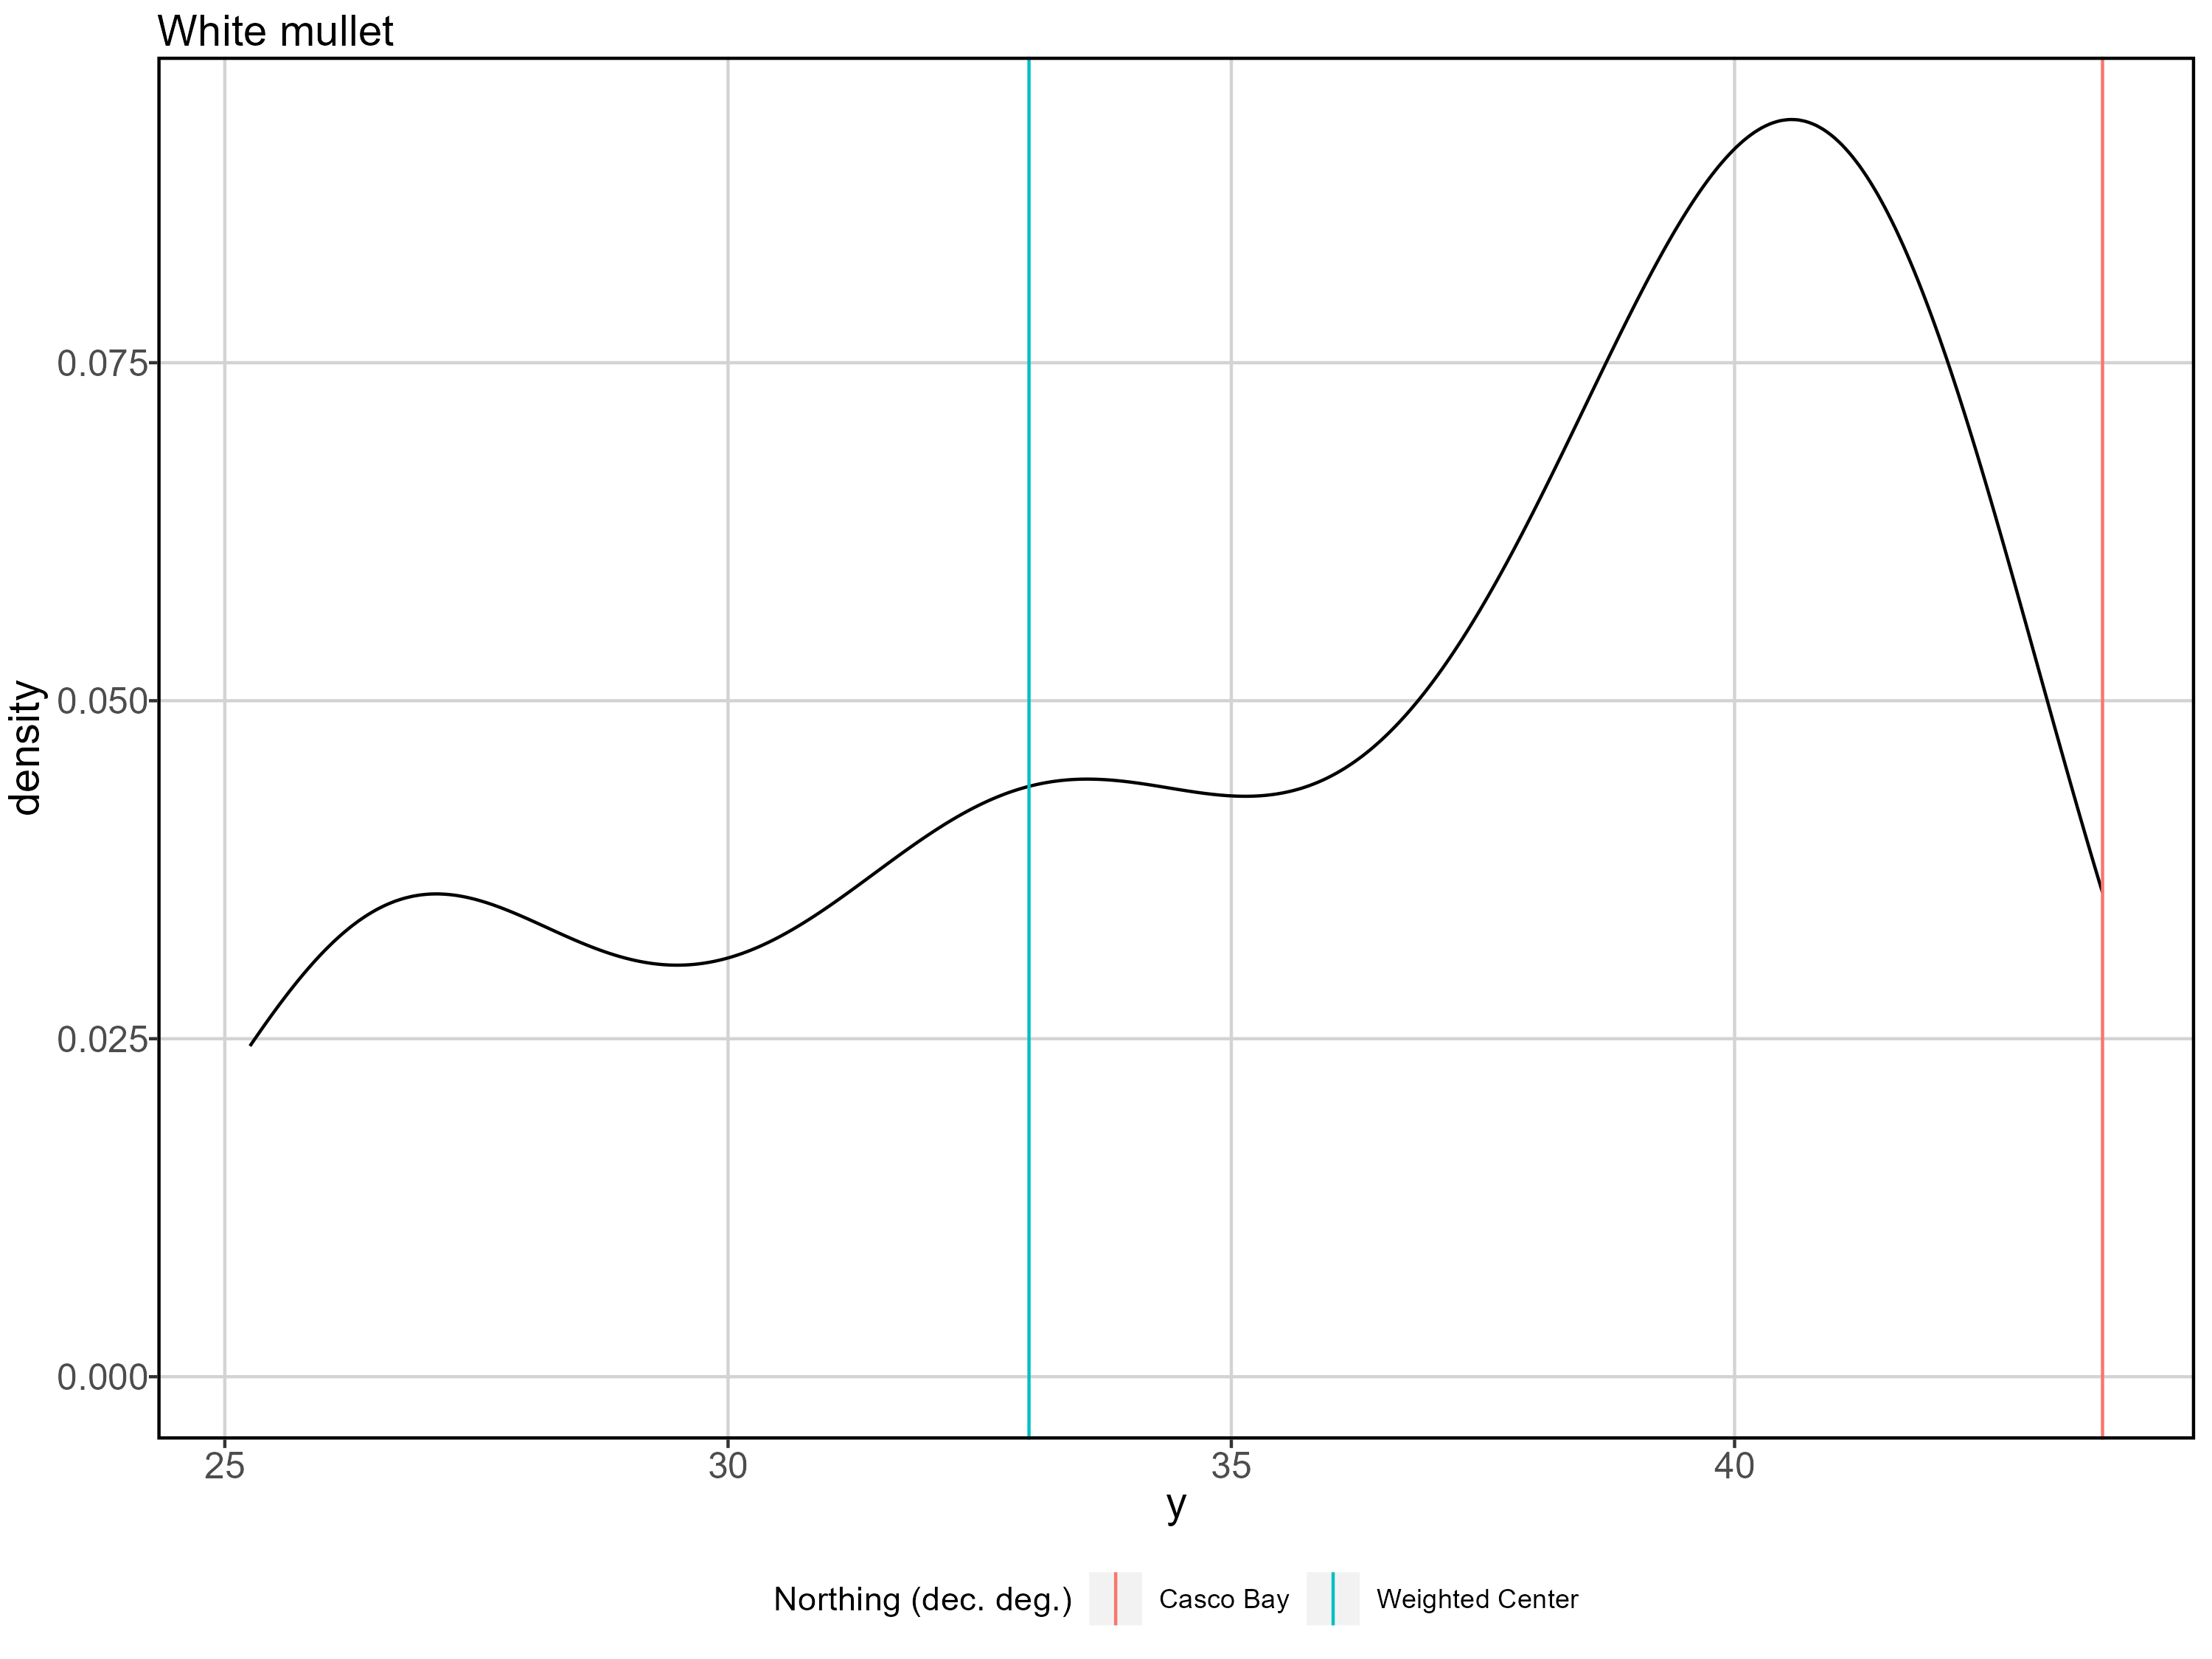 White mullet
density
0.075
0.050
0.025
0.000
25 30 35 40
y
Northing (dec. deg.) Casco Bay Weighted Center